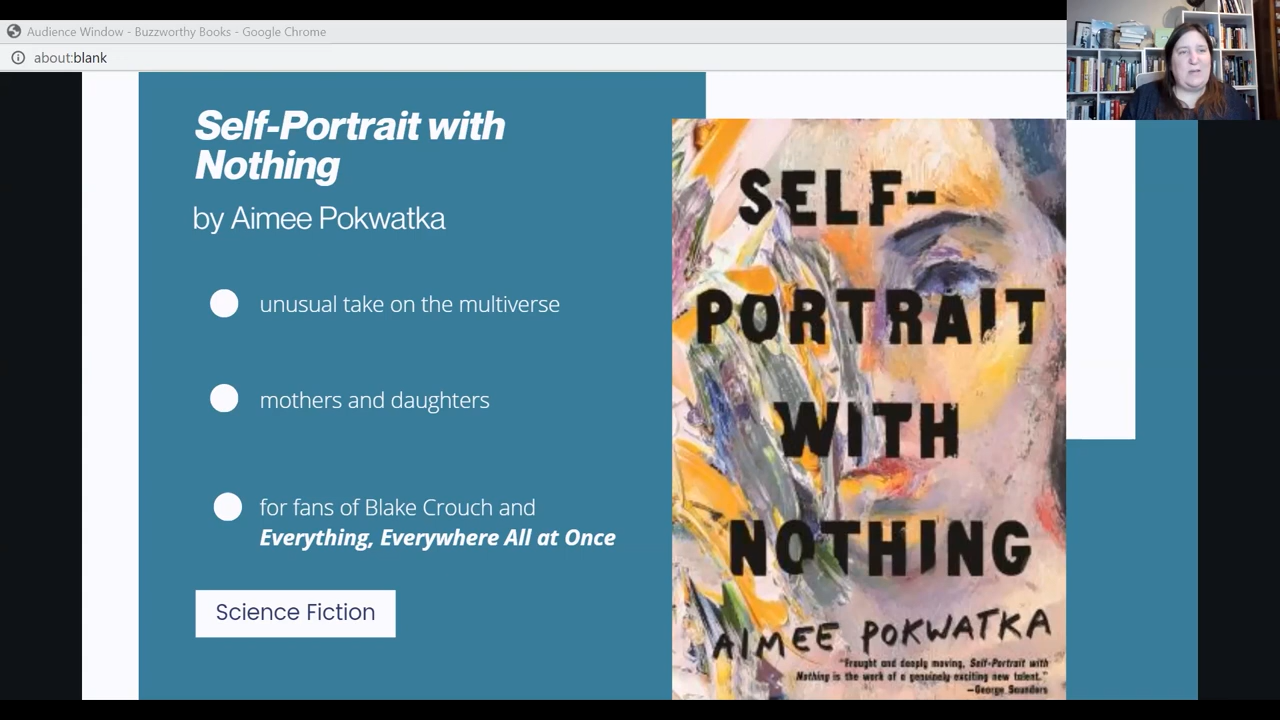 Audience Window - Buzzworthy Books - Google Chrome
about:blank
Self-Portrait with
Nothing
by Aimee Pokwatka
unusual take on the multiverse
mothers and daughters
for fans of Blake Crouch and
Everything, Everywhere All at Once
Science Fiction
SELF-
PORTRAIT
WITH
NOTHING
AIMEE POKWATKA
"Fraught and deeply moving, Self-Portrait with
Nothing is the work of a genuinely exciting new talent."
—George Saunders